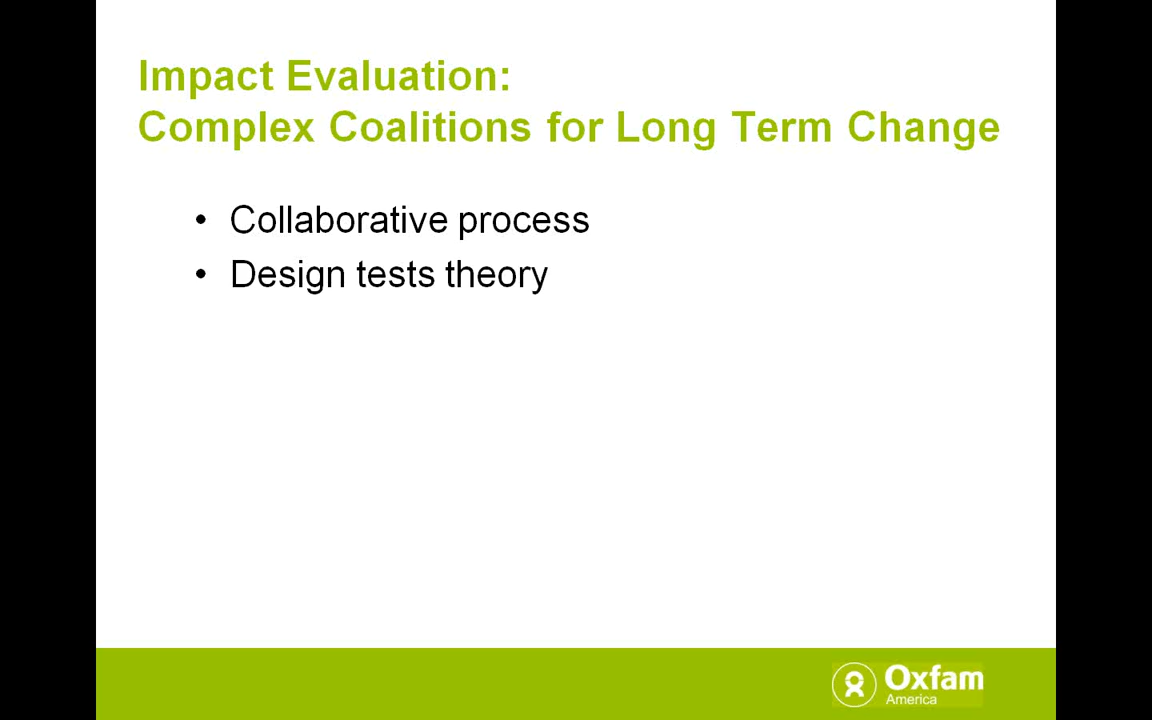 Impact Evaluation:
Complex Coalitions for Long Term Change
• Collaborative process
• Design tests theory
Oxfam
America